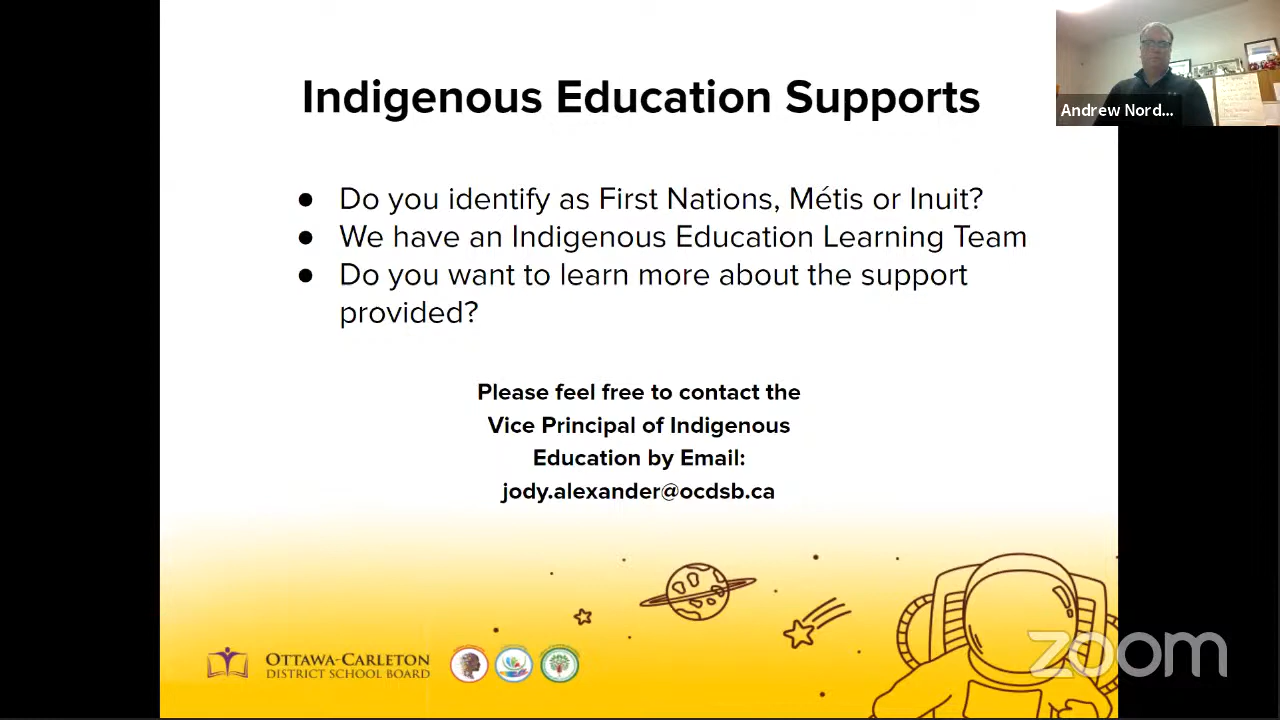 Indigenous Education Supports
Andrew Nord...
● Do you identify as First Nations, Métis or Inuit?
● We have an Indigenous Education Learning Team
● Do you want to learn more about the support
provided?
Please feel free to contact the
Vice Principal of Indigenous
Education by Email:
jody.alexander@ocdsb.ca
OTTAWA-CARLETON
DISTRICT SCHOOL BOARD
zoom